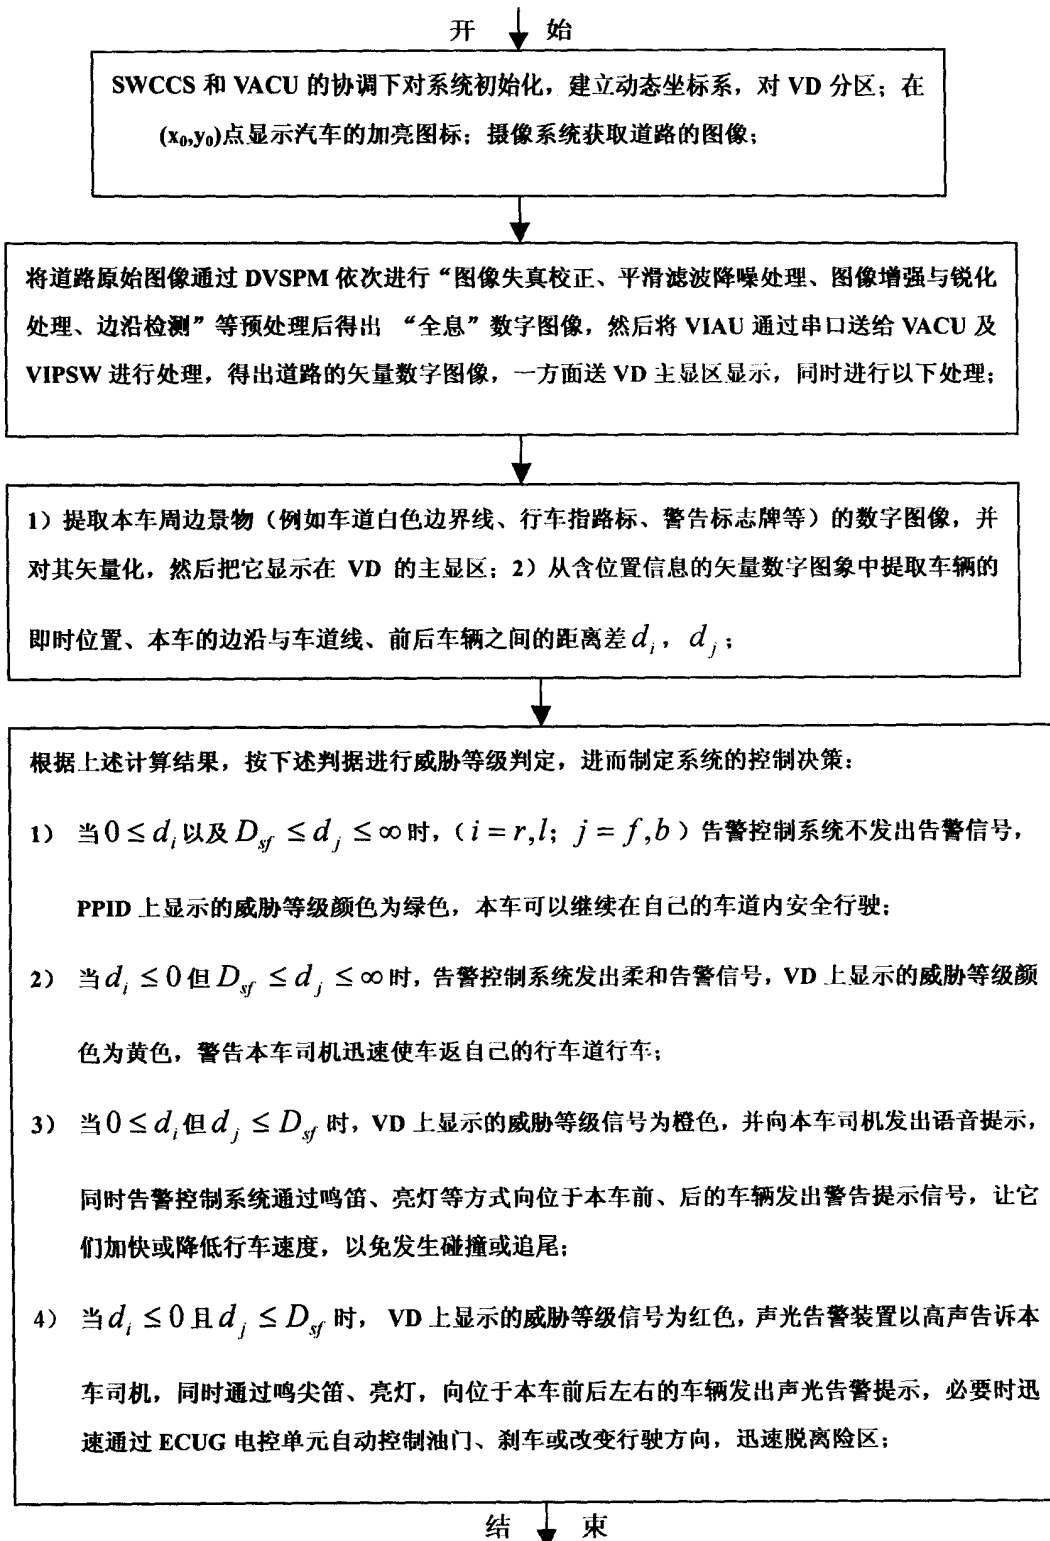 开 始
SWCCS 和 VACU 的协调下对系统初始化，建立动态坐标系，对 VD 分区；在
(x₀,y₀)点显示汽车的加亮图标；摄像系统获取道路的图像；
将道路原始图像通过 DVSPM 依次进行“图像失真校正、平滑滤波降噪处理、图像增强与锐化
处理、边沿检测”等预处理后得出 “全息”数字图像，然后将 VIAU 通过串口送给 VACU 及
VIPSW 进行处理，得出道路的矢量数字图像，一方面送 VD 主显区显示，同时进行以下处理；
1）提取本车周边景物（例如车道白色边界线、行车指路标、警告标志牌等）的数字图像，并
对其矢量化，然后把它显示在 VD 的主显区；2）从含位置信息的矢量数字图象中提取车辆的
即时位置、本车的边沿与车道线、前后车辆之间的距离差 d_i， d_j；
根据上述计算结果，按下述判据进行威胁等级判定，进而制定系统的控制决策：
1） 当 0 ≤ d_i 以及 D_sf ≤ d_j ≤ ∞ 时，（i = r,l; j = f,b）告警控制系统不发出告警信号，
PPID 上显示的威胁等级颜色为绿色，本车可以继续在自己的车道内安全行驶；
2） 当 d_i ≤ 0 但 D_sf ≤ d_j ≤ ∞ 时，告警控制系统发出柔和告警信号，VD 上显示的威胁等级颜
色为黄色，警告本车司机迅速使车返自己的行车道行车；
3） 当 0 ≤ d_i 但 d_j ≤ D_sf 时，VD 上显示的威胁等级信号为橙色，并向本车司机发出语音提示，
同时告警控制系统通过鸣笛、亮灯等方式向位于本车前、后的车辆发出警告提示信号，让它
们加快或降低行车速度，以免发生碰撞或追尾；
4） 当 d_i ≤ 0 且 d_j ≤ D_sf 时， VD 上显示的威胁等级信号为红色，声光告警装置以高声告诉本
车司机，同时通过鸣尖笛、亮灯，向位于本车前后左右的车辆发出声光告警提示，必要时迅
速通过 ECUG 电控单元自动控制油门、刹车或改变行驶方向，迅速脱离险区；
结 束